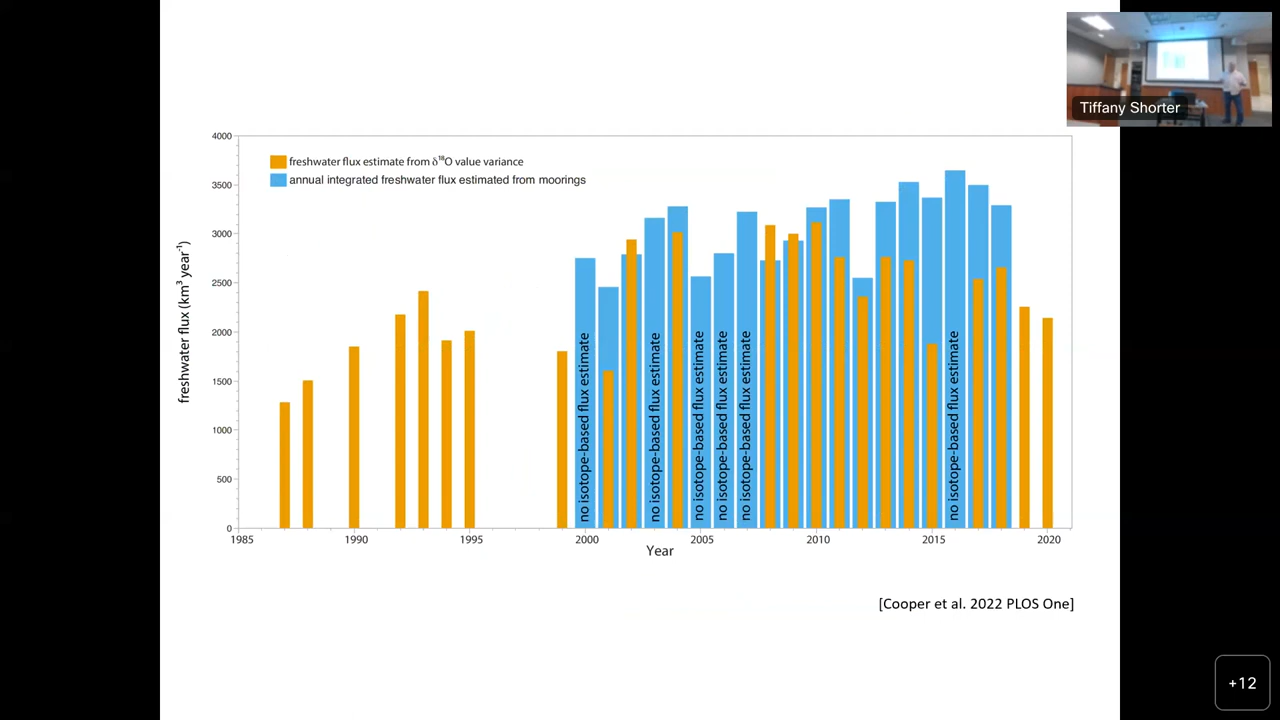 Tiffany Shorter
freshwater flux estimate from δ¹⁸O value variance
annual integrated freshwater flux estimated from moorings
freshwater flux (km³ year⁻¹)
4000
3500
3000
2500
2000
1500
1000
500
0
no isotope-based flux estimate
no isotope-based flux estimate
no isotope-based flux estimate
no isotope-based flux estimate
no isotope-based flux estimate
no isotope-based flux estimate
1985 1990 1995 2000 2005 2010 2015 2020
Year
[Cooper et al. 2022 PLOS One]
+12